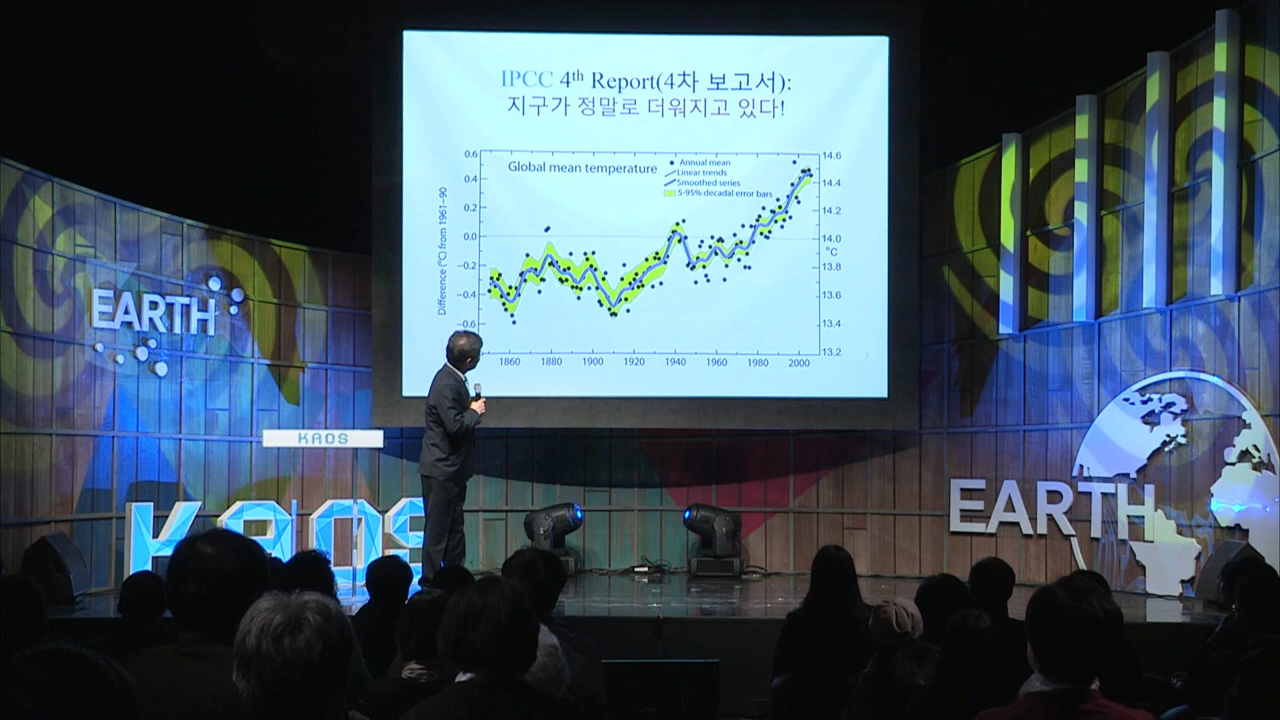 IPCC 4th Report(4차 보고서):
지구가 정말로 더워지고 있다!
Global mean temperature
Annual mean
Linear trends
Smoothed series
5-95% decadal error bars
Difference (°C) from 1961–90
0.6
0.4
0.2
0.0
−0.2
−0.4
−0.6
14.6
14.4
14.2
14.0
°C
13.8
13.6
13.4
13.2
1860 1880 1900 1920 1940 1960 1980 2000
EARTH
KAOS
KAOS
EARTH